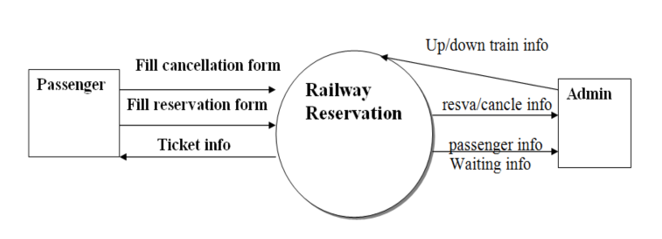 Up/down train info
Fill cancellation form
Passenger
Railway
Reservation
Admin
Fill reservation form
resva/cancle info
Ticket info
passenger info
Waiting info